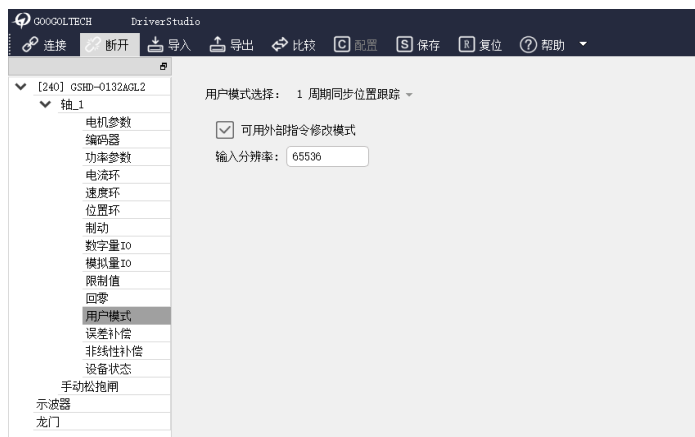 GOOGOLTECH DriverStudio
连接 断开 导入 导出 比较 C 配置 S 保存 R 复位 ? 帮助
[240] GSHD-0132AGL2
轴_1
电机参数
编码器
功率参数
电流环
速度环
位置环
制动
数字量IO
模拟量IO
限制值
回零
用户模式
误差补偿
非线性补偿
设备状态
手动松抱闸
示波器
龙门
用户模式选择: 1 周期同步位置跟踪
可用外部指令修改模式
输入分辨率: 65536